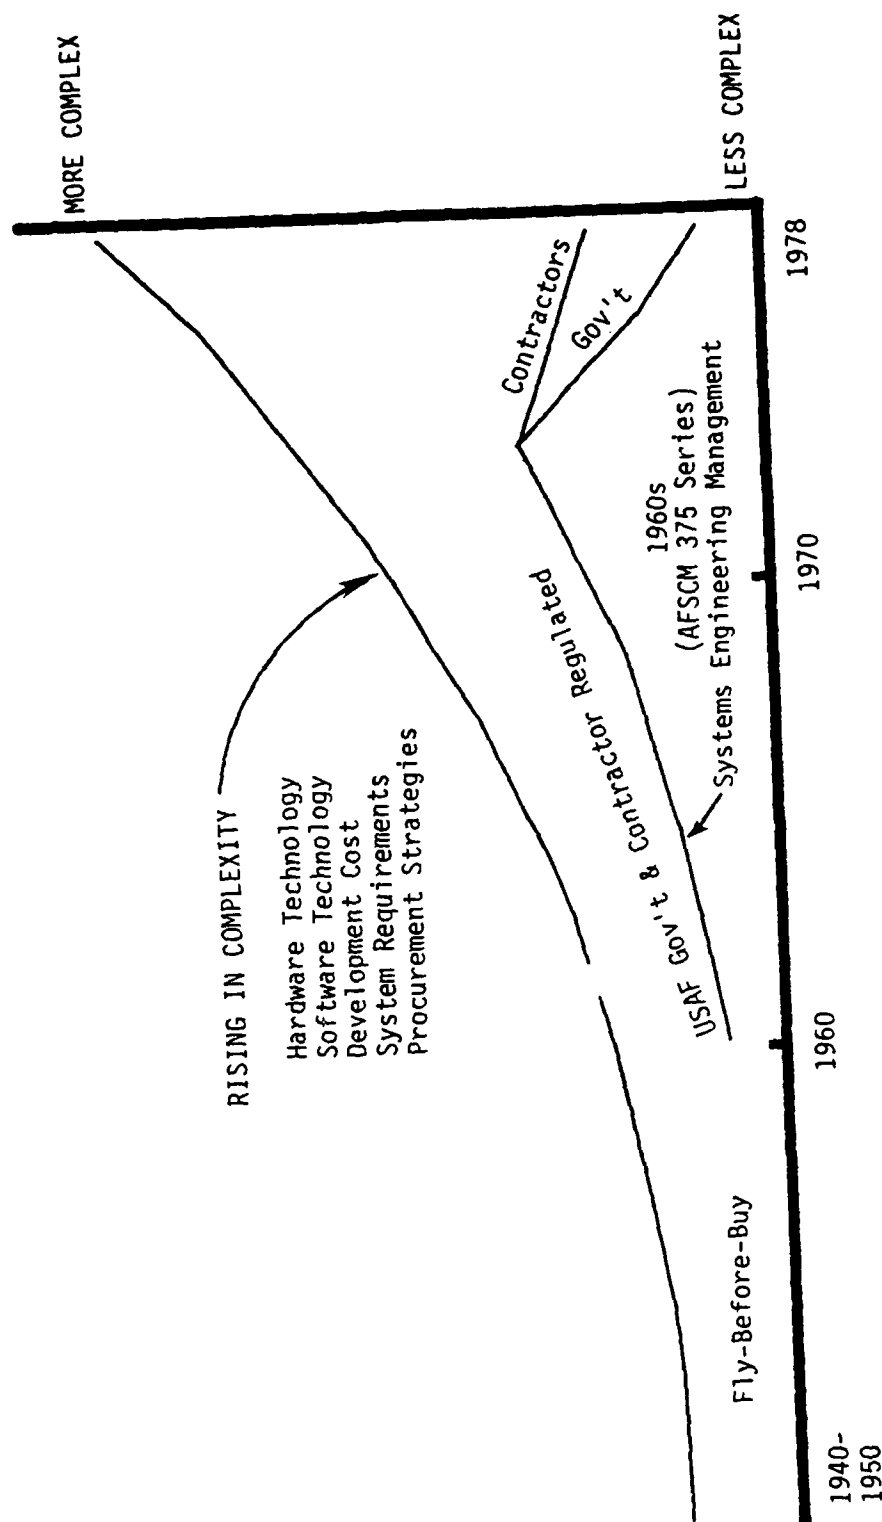 MORE COMPLEX
RISING IN COMPLEXITY
Hardware Technology
Software Technology
Development Cost
System Requirements
Procurement Strategies
Contractors
Gov't
USAF Gov't & Contractor Regulated
1960s
(AFSCM 375 Series)
Systems Engineering Management
Fly-Before-Buy
LESS COMPLEX
1940-
1950
1960
1970
1978